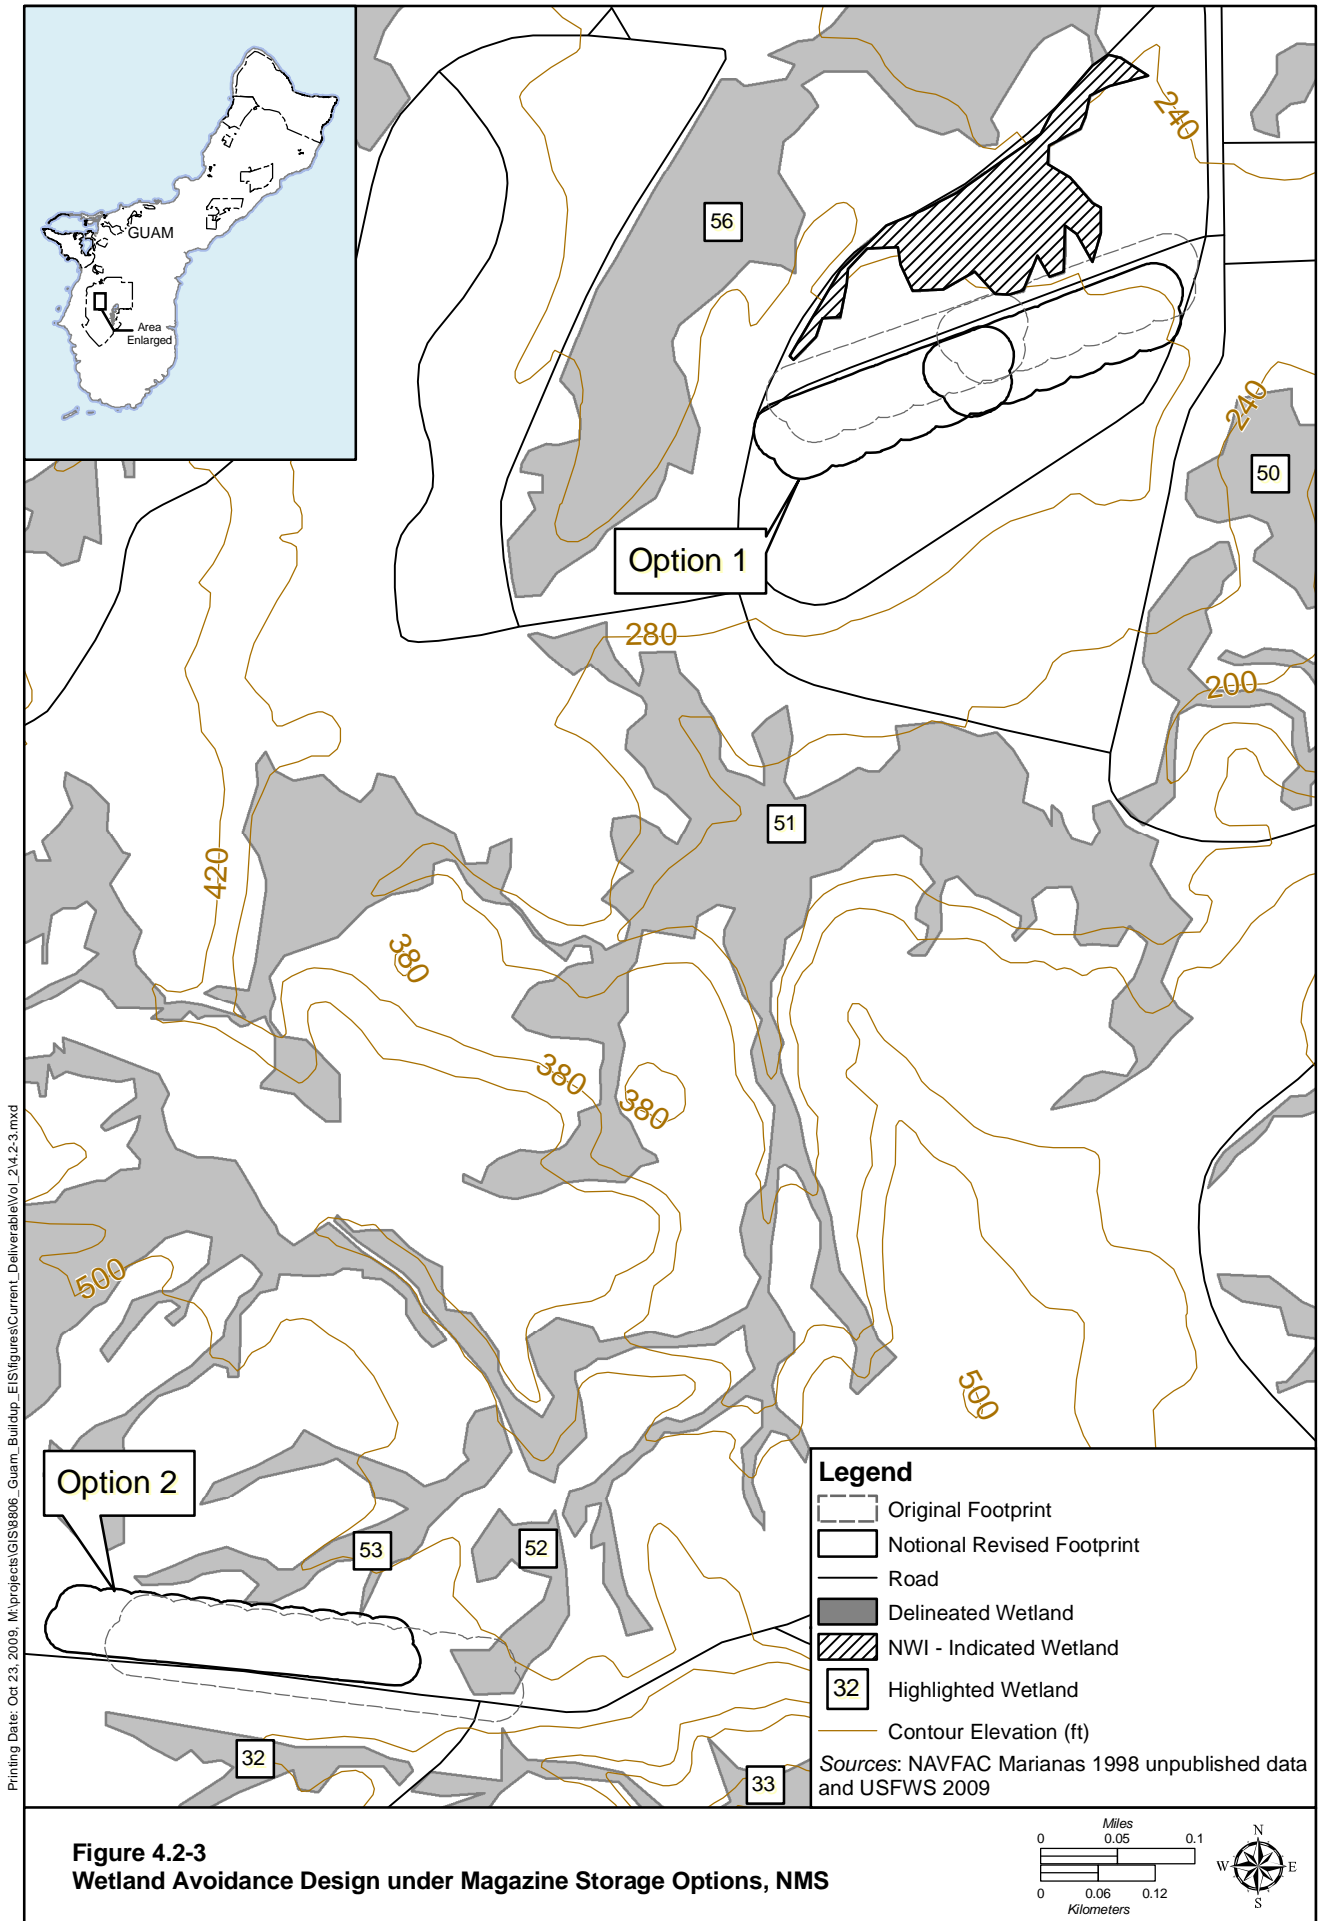 GUAM
Area
Enlarged
240
56
240
50
Option 1
280
200
51
420
380
380
380
500
500
Option 2
53
52
32
33
Legend
Original Footprint
Notional Revised Footprint
Road
Delineated Wetland
NWI - Indicated Wetland
32 Highlighted Wetland
Contour Elevation (ft)
Sources: NAVFAC Marianas 1998 unpublished data
and USFWS 2009
Printing Date: Oct 23, 2009, M:\projects\GIS\8806_Guam_Buildup_EIS\figures\Current_Deliverable\Vol_2\4.2-3.mxd
Figure 4.2-3
Wetland Avoidance Design under Magazine Storage Options, NMS
Miles
0 0.05 0.1
0 0.06 0.12
Kilometers
N
W E
S